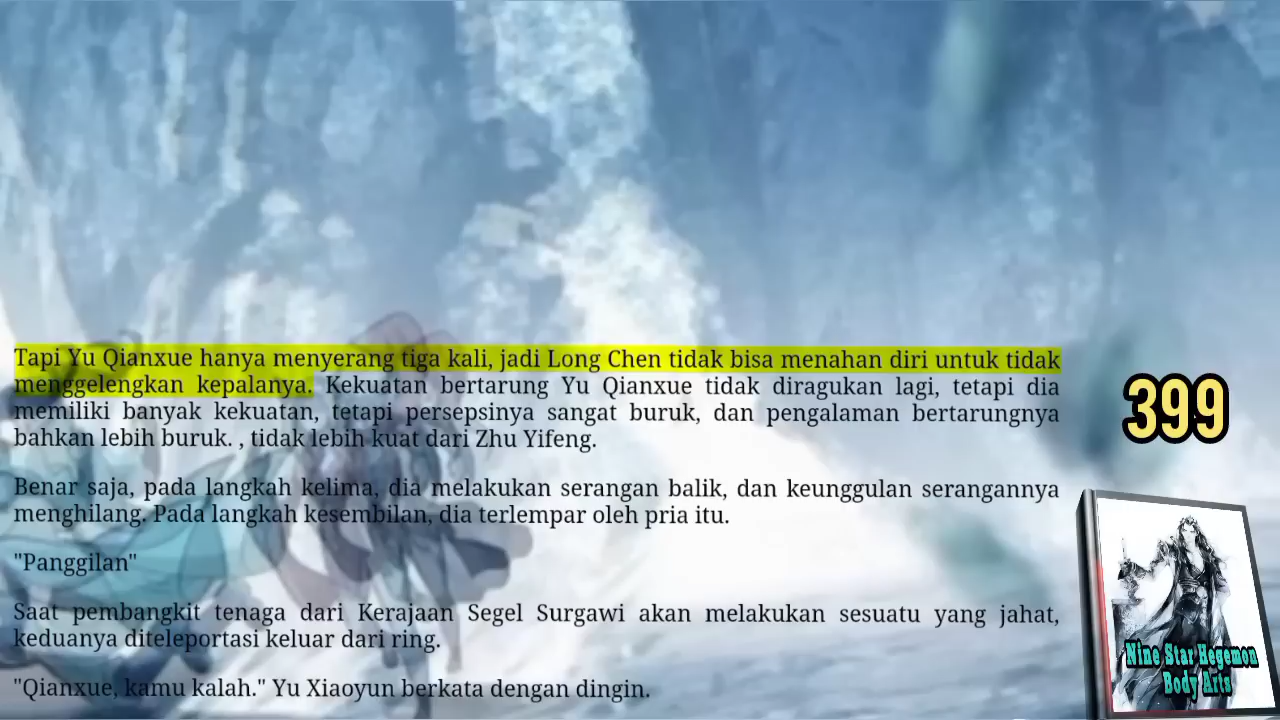 Tapi Yu Qianxue hanya menyerang tiga kali, jadi Long Chen tidak bisa menahan diri untuk tidak
menggelengkan kepalanya. Kekuatan bertarung Yu Qianxue tidak diragukan lagi, tetapi dia
memiliki banyak kekuatan, tetapi persepsinya sangat buruk, dan pengalaman bertarungnya
bahkan lebih buruk. , tidak lebih kuat dari Zhu Yifeng.
Benar saja, pada langkah kelima, dia melakukan serangan balik, dan keunggulan serangannya
menghilang. Pada langkah kesembilan, dia terlempar oleh pria itu.
"Panggilan"
Saat pembangkit tenaga dari Kerajaan Segel Surgawi akan melakukan sesuatu yang jahat,
keduanya diteleportasi keluar dari ring.
"Qianxue, kamu kalah." Yu Xiaoyun berkata dengan dingin.
399
Nine Star Hegemon
Body Arts